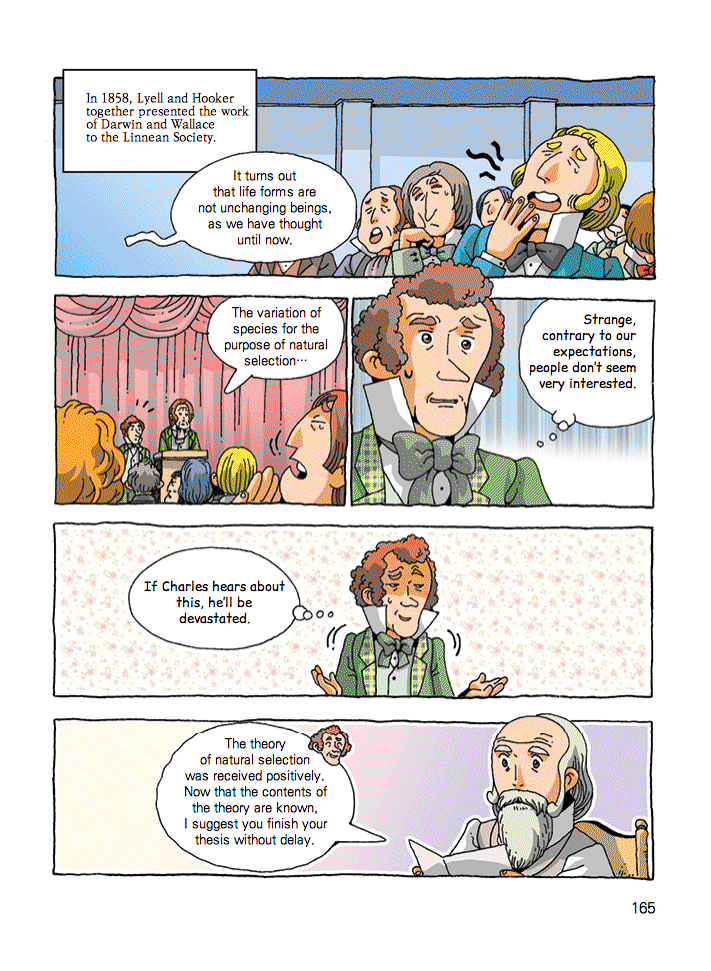 In 1858, Lyell and Hooker
together presented the work
of Darwin and Wallace
to the Linnean Society.
It turns out
that life forms are
not unchanging beings,
as we have thought
until now.
The variation of
species for the
purpose of natural
selection…
Strange,
contrary to our
expectations,
people don't seem
very interested.
If Charles hears about
this, he'll be
devastated.
The theory
of natural selection
was received positively.
Now that the contents of
the theory are known,
I suggest you finish your
thesis without delay.
165